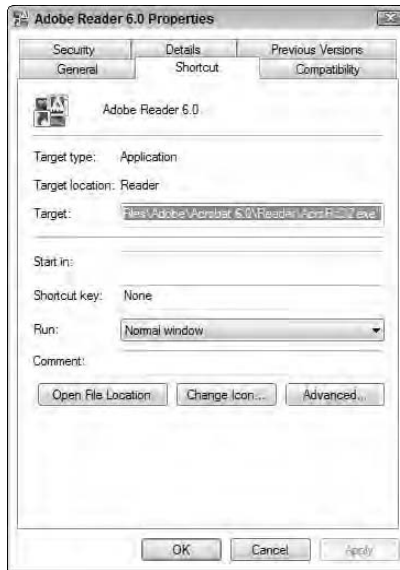 Adobe Reader 6.0 Properties
Security Details Previous Versions
General Shortcut Compatibility
Adobe Reader 6.0
Target type: Application
Target location: Reader
Target: Files\Adobe\Acrobat 6.0\Reader\AcroRd32.exe"
Start in:
Shortcut key: None
Run: Normal window
Comment:
Open File Location Change Icon... Advanced...
OK Cancel Apply